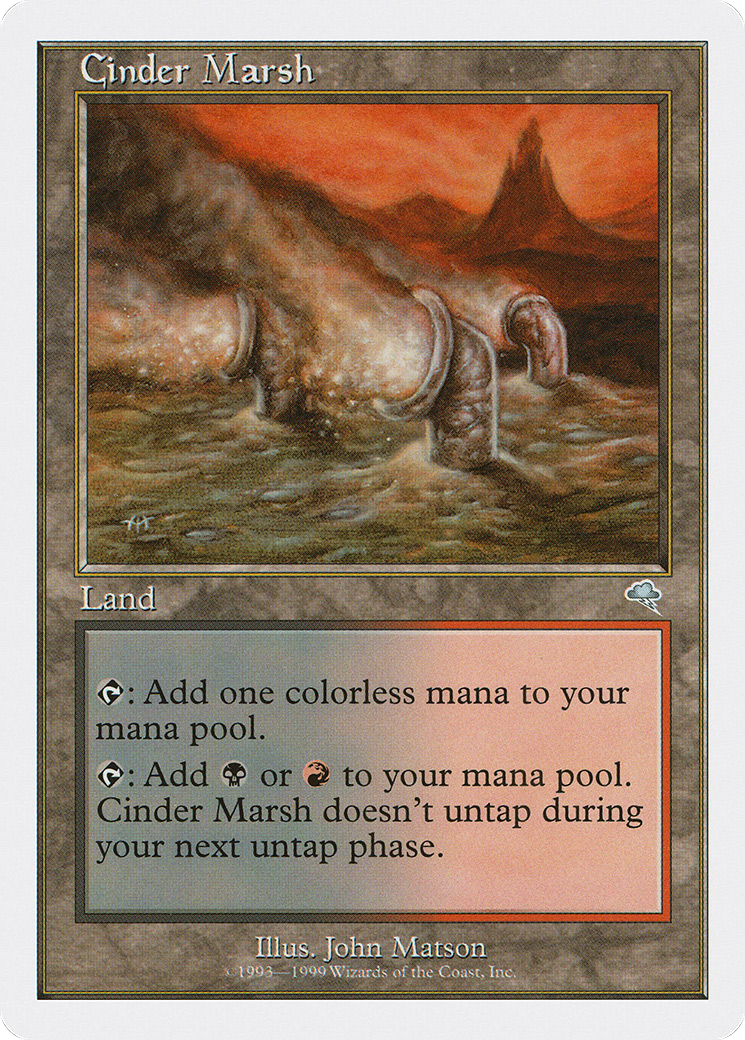 Cinder Marsh
Land
: Add one colorless mana to your
mana pool.
: Add or to your mana pool.
Cinder Marsh doesn't untap during
your next untap phase.
Illus. John Matson
©1993—1999 Wizards of the Coast, Inc.